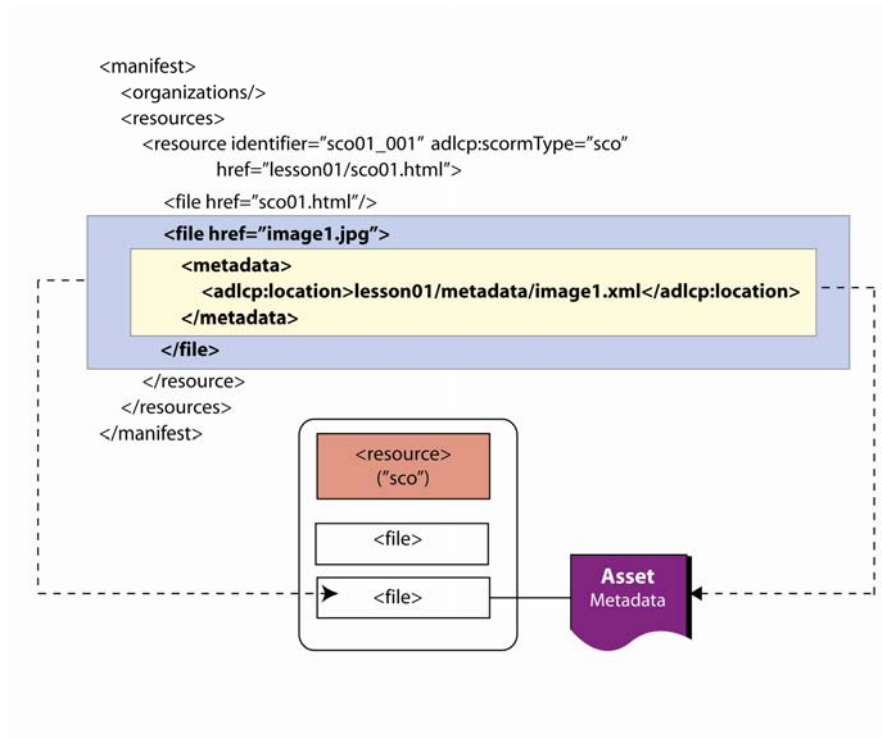 <manifest>
<organizations/>
<resources>
<resource identifier="sco01_001" adlcp:scormType="sco"
href="lesson01/sco01.html">
<file href="sco01.html"/>
<file href="image1.jpg">
<metadata>
<adlcp:location>lesson01/metadata/image1.xml</adlcp:location>
</metadata>
</file>
</resource>
</resources>
</manifest>
<resource>
("sco")
<file>
<file>
Asset
Metadata